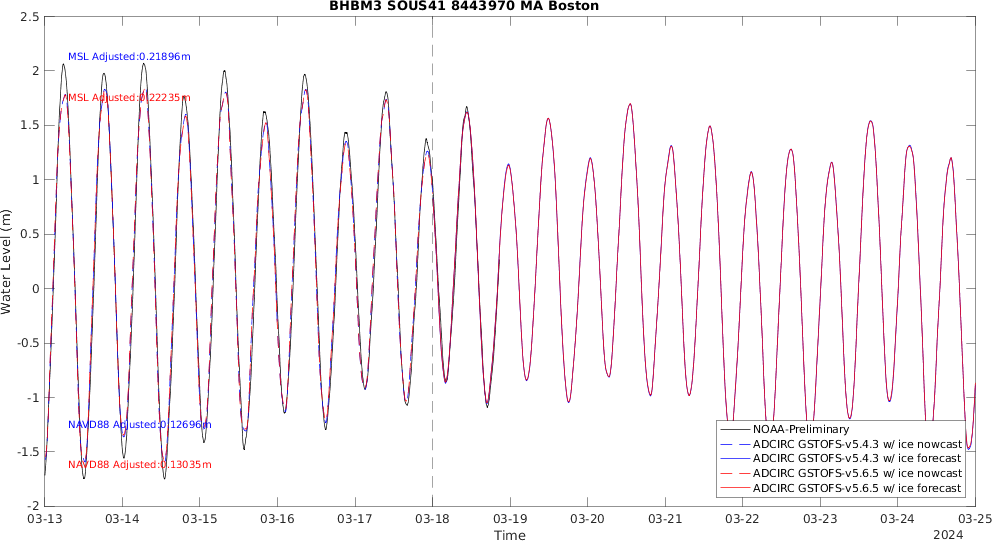 BHBM3 SOUS41 8443970 MA Boston
2.5
2
1.5
1
0.5
0
-0.5
-1
-1.5
-2
Water Level (m)
MSL Adjusted:0.21896m
MSL Adjusted:0.22235m
NAVD88 Adjusted:0.12696m
NAVD88 Adjusted:0.13035m
NOAA-Preliminary
ADCIRC GSTOFS-v5.4.3 w/ ice nowcast
ADCIRC GSTOFS-v5.4.3 w/ ice forecast
ADCIRC GSTOFS-v5.6.5 w/ ice nowcast
ADCIRC GSTOFS-v5.6.5 w/ ice forecast
03-13 03-14 03-15 03-16 03-17 03-18 03-19 03-20 03-21 03-22 03-23 03-24 03-25
Time
2024